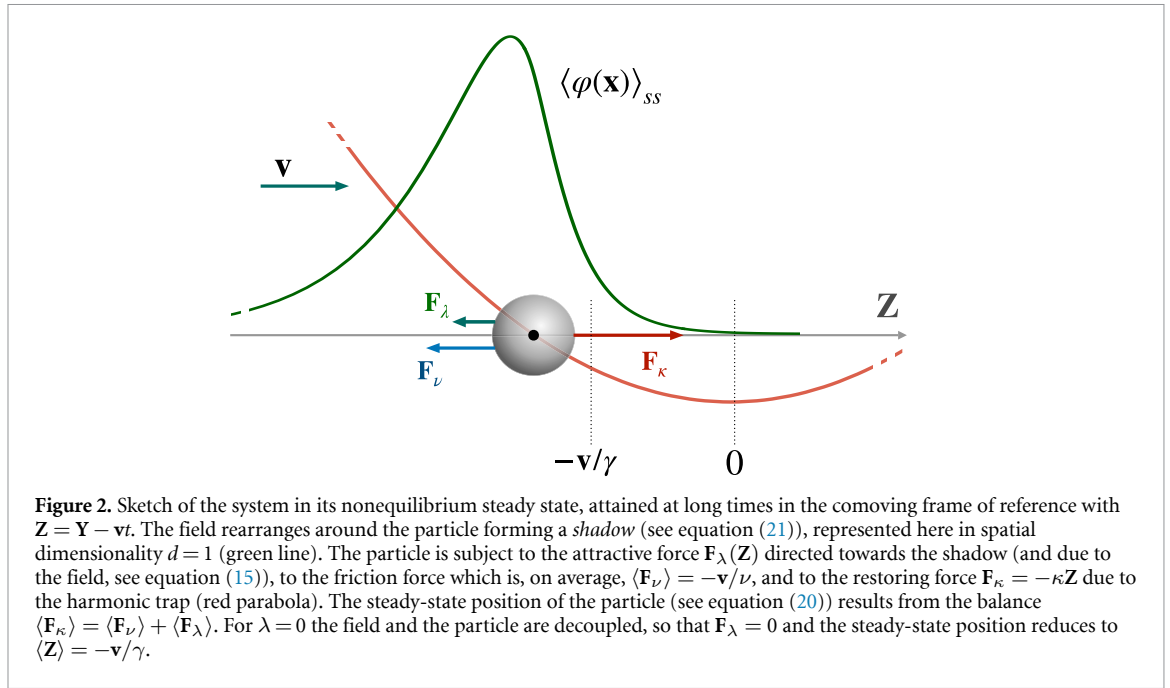 ⟨φ(x)⟩ss
v
Z
Fλ
Fν
Fκ
−v/γ
0
Figure 2. Sketch of the system in its nonequilibrium steady state, attained at long times in the comoving frame of reference with
Z = Y − vt. The field rearranges around the particle forming a shadow (see equation (21)), represented here in spatial
dimensionality d = 1 (green line). The particle is subject to the attractive force Fλ(Z) directed towards the shadow (and due to
the field, see equation (15)), to the friction force which is, on average, ⟨Fν⟩ = −v/ν, and to the restoring force Fκ = −κZ due to
the harmonic trap (red parabola). The steady-state position of the particle (see equation (20)) results from the balance
⟨Fκ⟩ = ⟨Fν⟩ + ⟨Fλ⟩. For λ = 0 the field and the particle are decoupled, so that Fλ = 0 and the steady-state position reduces to
⟨Z⟩ = −v/γ.